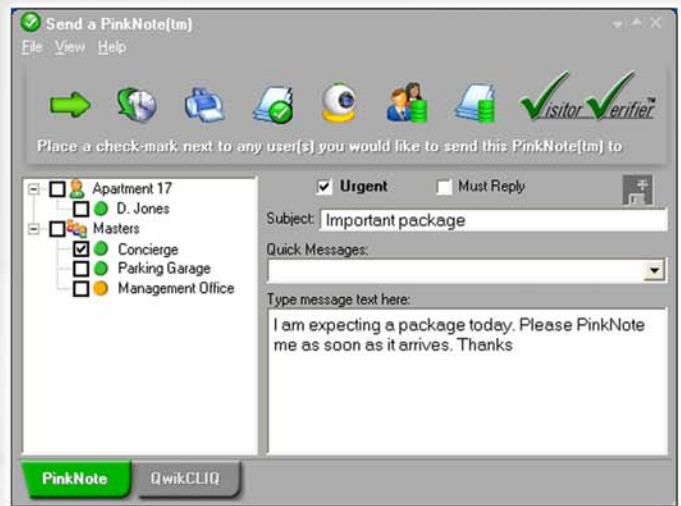 Send a PinkNote(tm)
File View Help
Visitor Verifier™
Place a check-mark next to any user(s) you would like to send this PinkNote(tm) to
Apartment 17
D. Jones
Masters
Concierge
Parking Garage
Management Office
Urgent Must Reply
Subject: Important package
Quick Messages:
Type message text here:
I am expecting a package today. Please PinkNote
me as soon as it arrives. Thanks
PinkNote QwikCLIQ